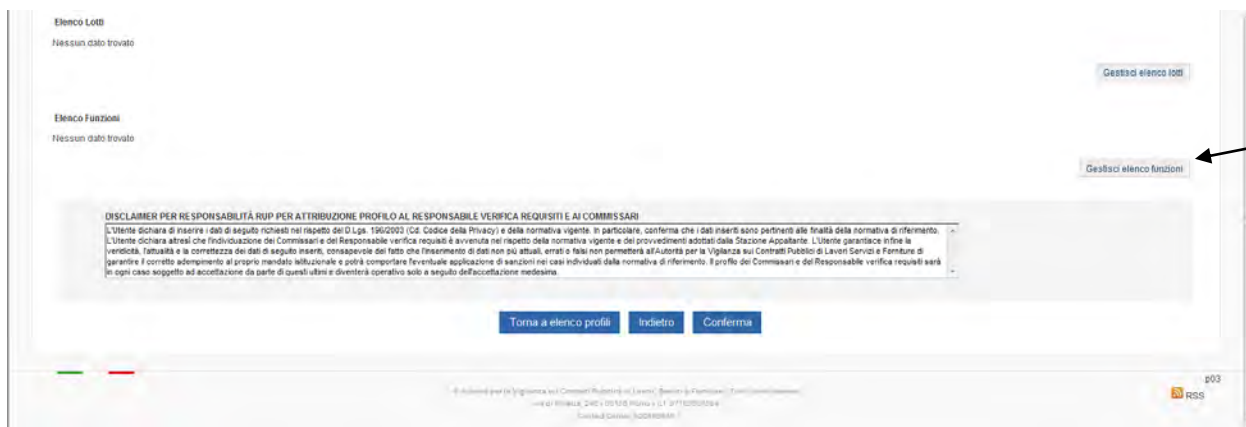 Elenco Lotti
Nessun dato trovato
Gestisci elenco lotti
Elenco Funzioni
Nessun dato trovato
Gestisci elenco funzioni
DISCLAIMER PER RESPONSABILITÀ RUP PER ATTRIBUZIONE PROFILO AL RESPONSABILE VERIFICA REQUISITI E AI COMMISSARI
L'Utente dichiara di inserire i dati di seguito richiesti nel rispetto del D.Lgs. 196/2003 (Cd. Codice della Privacy) e della normativa vigente. In particolare, conferma che i dati inseriti sono pertinenti alle finalità della normativa di riferimento.
L'Utente dichiara altresì che l'individuazione dei Commissari e del Responsabile verifica requisiti è avvenuta nel rispetto della normativa vigente e dei provvedimenti adottati dalla Stazione Appaltante. L'Utente garantisce infine la
veridicità, l'attualità e la correttezza dei dati di seguito inseriti, consapevole del fatto che l'inserimento di dati non più attuali, errati o falsi non permetterà all'Autorità per la Vigilanza sui Contratti Pubblici di Lavori Servizi e Forniture di
garantire il corretto adempimento al proprio mandato istituzionale e potrà comportare l'eventuale applicazione di sanzioni nei casi individuati dalla normativa di riferimento. Il profilo dei Commissari e del Responsabile verifica requisiti sarà
in ogni caso soggetto ad accettazione da parte di questi ultimi e diventerà operativo solo a seguito dell'accettazione medesima.
Torna a elenco profili Indietro Conferma
p03
RSS